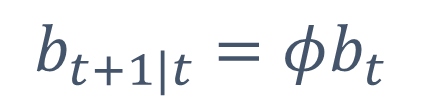 b_{t+1|t} = ϕb_t